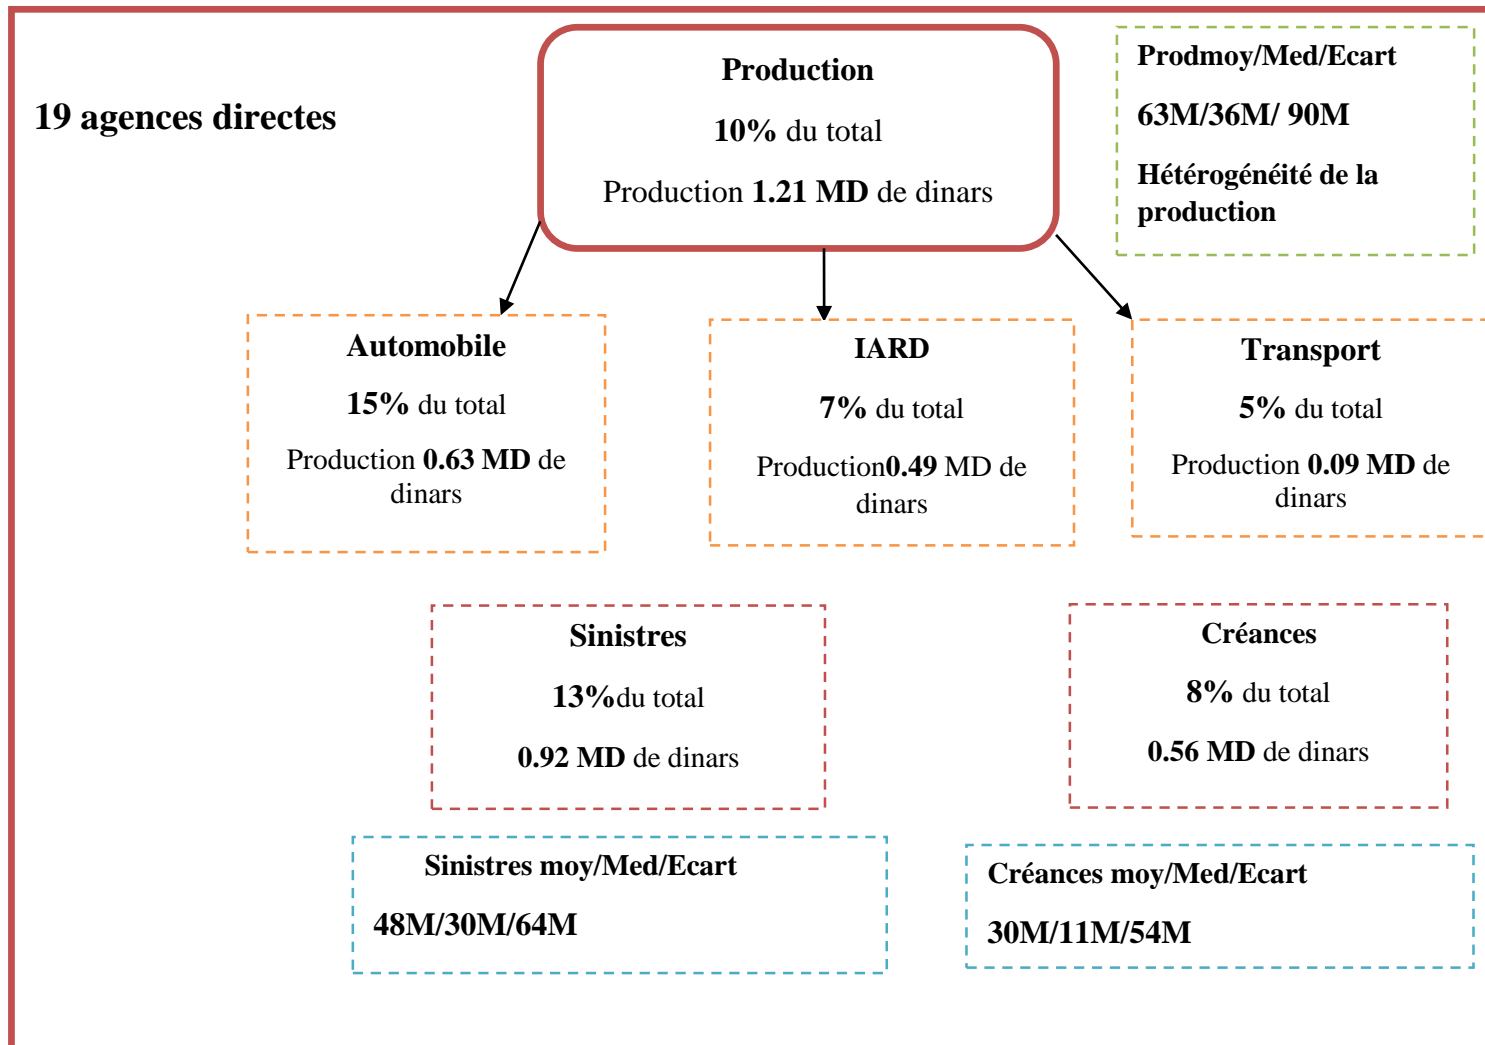 19 agences directes
Production
10% du total
Production 1.21 MD de dinars
Prodmoy/Med/Ecart
63M/36M/ 90M
Hétérogénéité de la
production
Automobile
15% du total
Production 0.63 MD de
dinars
IARD
7% du total
Production0.49 MD de
dinars
Transport
5% du total
Production 0.09 MD de
dinars
Sinistres
13%du total
0.92 MD de dinars
Créances
8% du total
0.56 MD de dinars
Sinistres moy/Med/Ecart
48M/30M/64M
Créances moy/Med/Ecart
30M/11M/54M